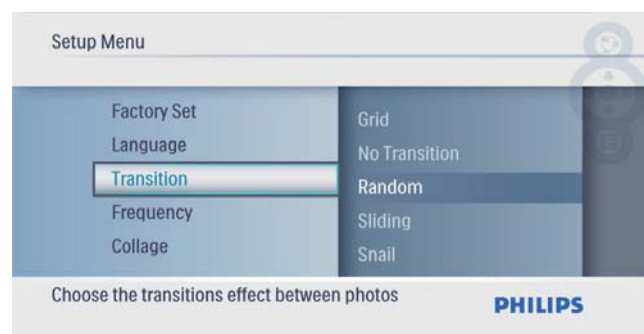 Setup Menu
Factory Set
Language
Transition
Frequency
Collage
Grid
No Transition
Random
Sliding
Snail
Choose the transitions effect between photos
PHILIPS